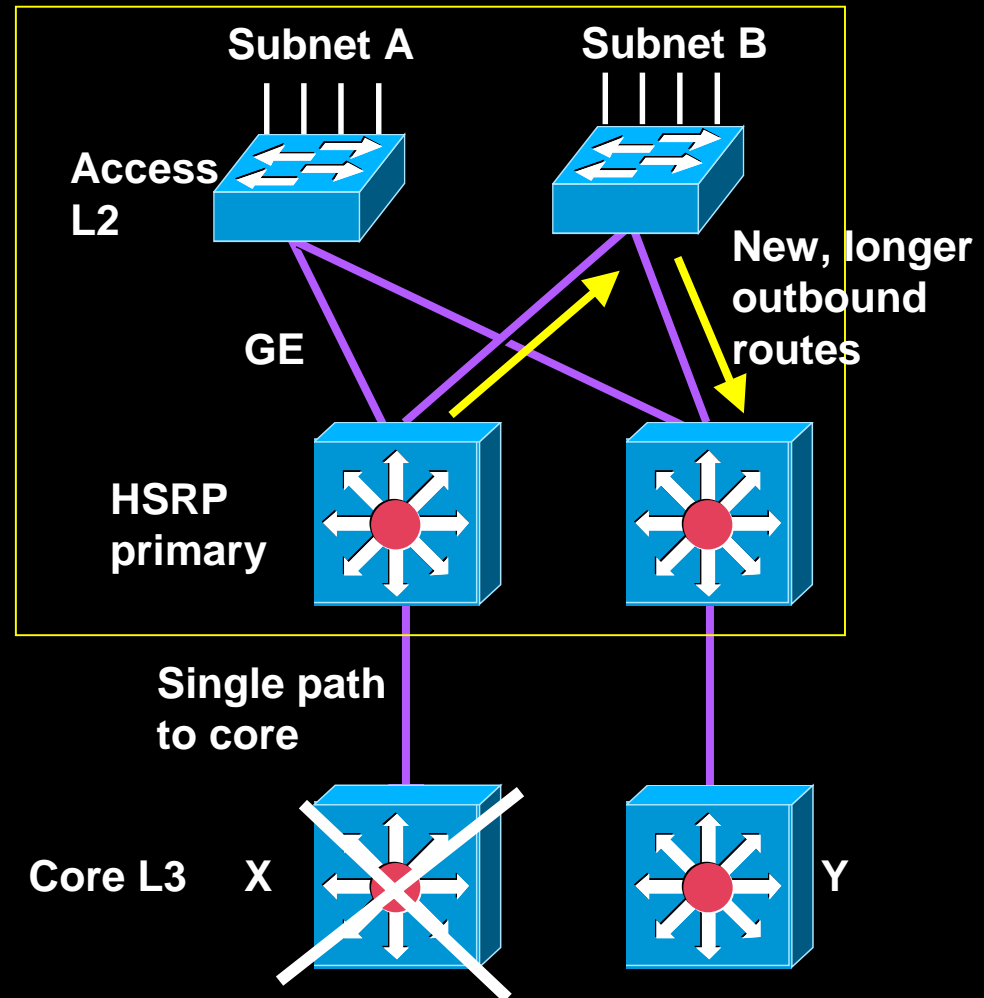 Subnet A
Subnet B
Access
L2
New, longer
outbound
routes
GE
HSRP
primary
Single path
to core
Core L3
X
Y